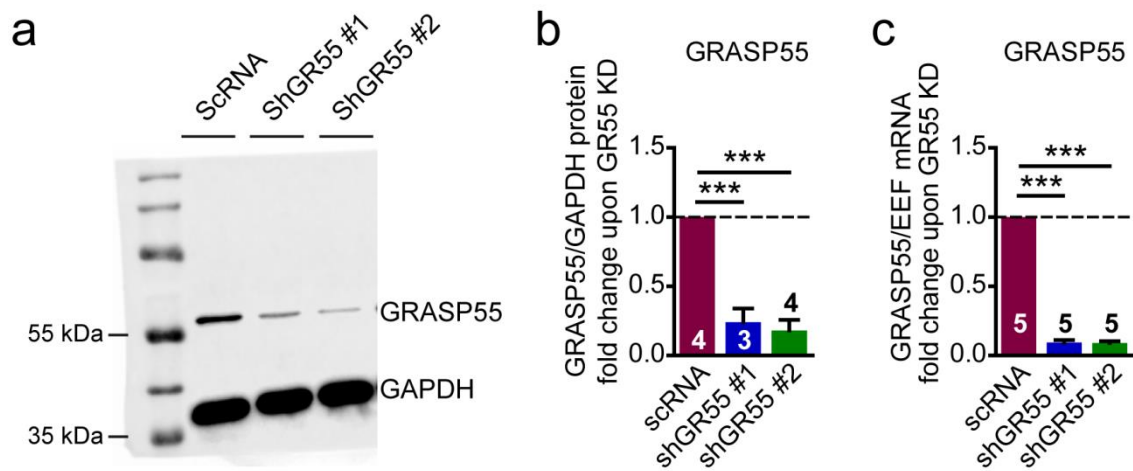 a
ScRNA
ShGR55 #1
ShGR55 #2
GRASP55
55 kDa
GAPDH
35 kDa
b
GRASP55
GRASP55/GAPDH protein
fold change upon GR55 KD
1.5
1.0
0.5
0.0
***
***
4
3
4
scRNA
shGR55 #1
shGR55 #2
c
GRASP55
GRASP55/EEF mRNA
fold change upon GR55 KD
1.5
1.0
0.5
0.0
***
***
5
5
5
scRNA
shGR55 #1
shGR55 #2